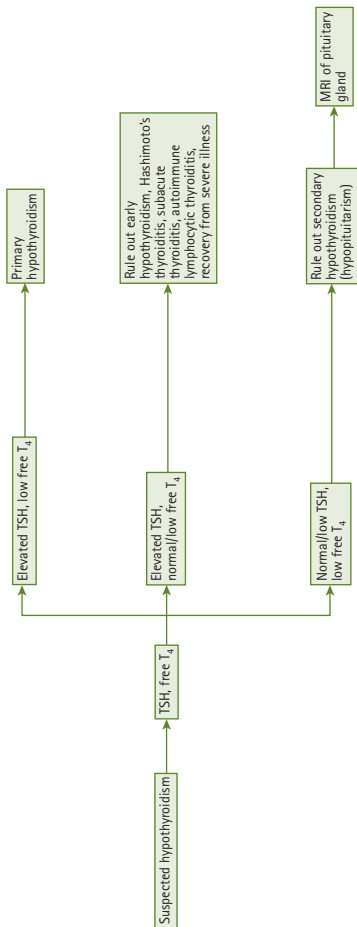 Suspected hypothyroidism
TSH, free T₄
Elevated TSH, low free T₄
Primary
hypothyroidism
Elevated TSH,
normal/low free T₄
Rule out early
hypothyroidism, Hashimoto's
thyroiditis, subacute
thyroiditis, autoimmune
lymphocytic thyroiditis,
recovery from severe illness
Normal/low TSH,
low free T₄
Rule out secondary
hypothyroidism
(hypopituitarism)
MRI of pituitary
gland